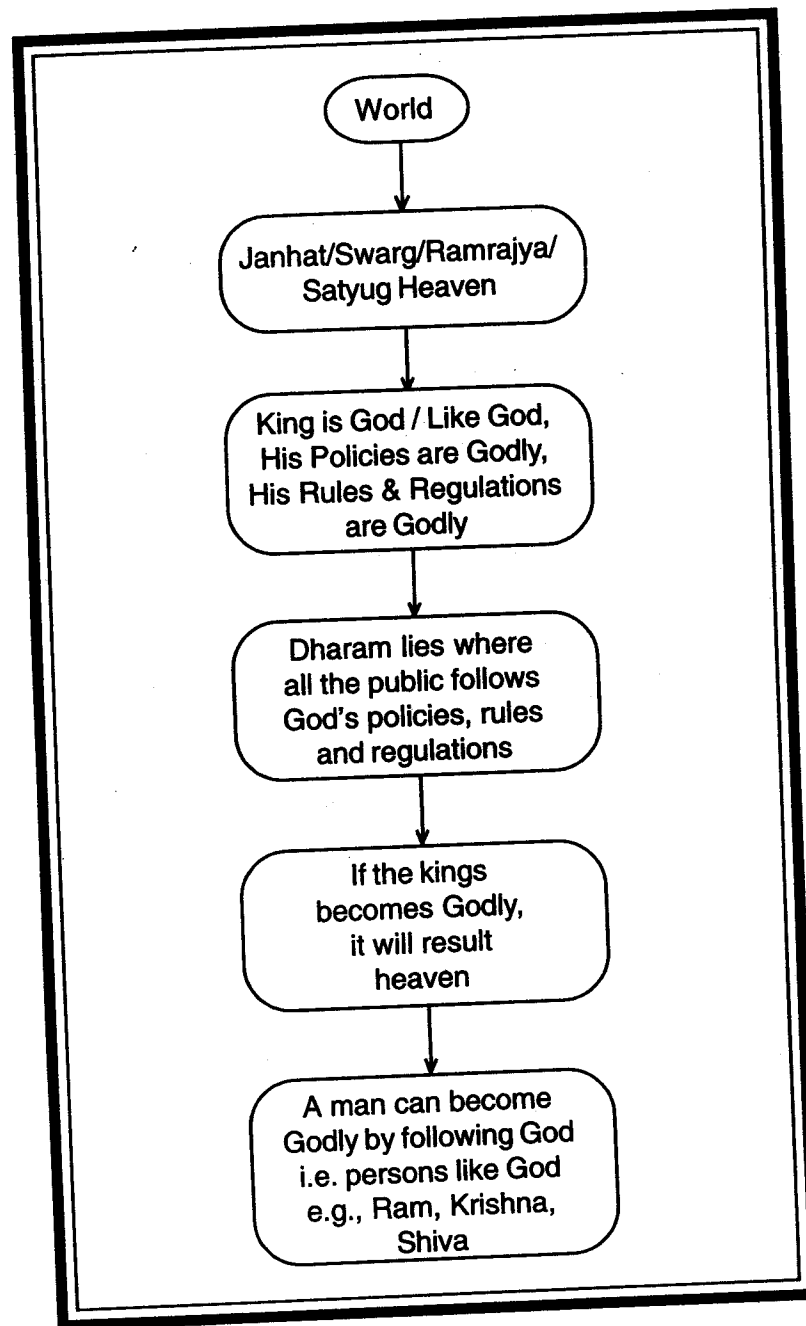 World
Janhat/Swarg/Ramrajya/
Satyug Heaven
King is God / Like God,
His Policies are Godly,
His Rules & Regulations
are Godly
Dharam lies where
all the public follows
God's policies, rules
and regulations
If the kings
becomes Godly,
it will result
heaven
A man can become
Godly by following God
i.e. persons like God
e.g., Ram, Krishna,
Shiva